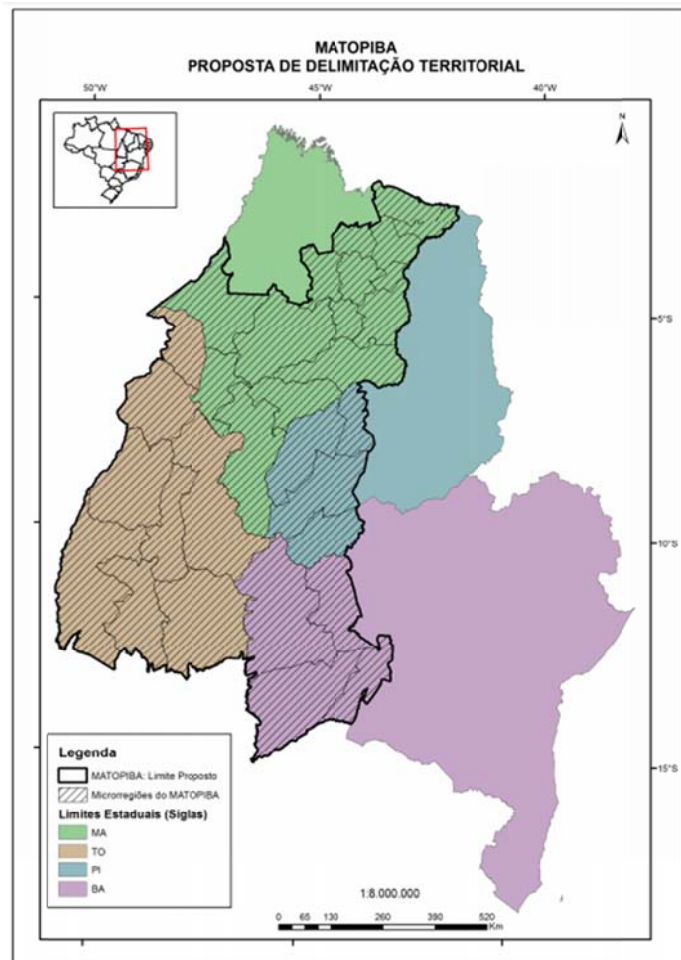 MATOPIBA
PROPOSTA DE DELIMITAÇÃO TERRITORIAL
50°W 45°W 40°W
N
5°S
10°S
15°S
Legenda
MATOPIBA: Limite Proposto
Microrregiões do MATOPIBA
Limites Estaduais (Síglas)
MA
TO
PI
BA
1:8.000.000
0 65 130 260 390 520
Km